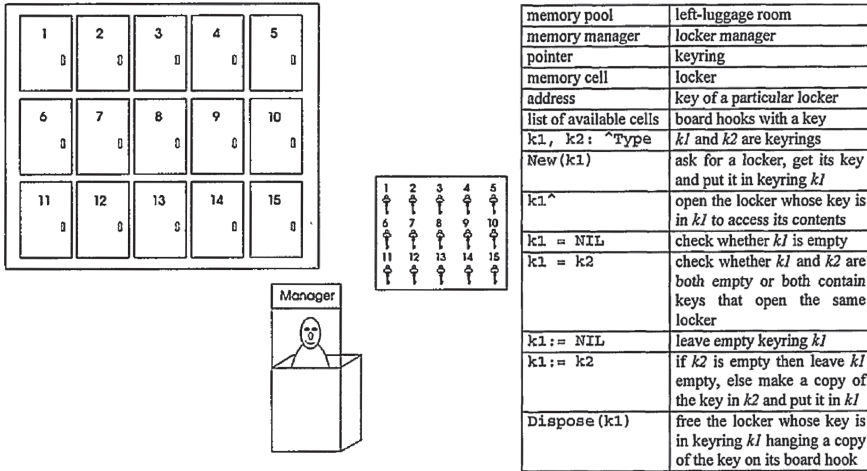 1 2 3 4 5
6 7 8 9 10
11 12 13 14 15
1 2 3 4 5
6 7 8 9 10
11 12 13 14 15
Manager
memory pool left-luggage room
memory manager locker manager
pointer keyring
memory cell locker
address key of a particular locker
list of available cells board hooks with a key
k1, k2: ^Type k1 and k2 are keyrings
New(k1) ask for a locker, get its key
and put it in keyring k1
k1^ open the locker whose key is
in k1 to access its contents
k1 = NIL check whether k1 is empty
k1 = k2 check whether k1 and k2 are
both empty or both contain
keys that open the same
locker
k1:= NIL leave empty keyring k1
k1:= k2 if k2 is empty then leave k1
empty, else make a copy of
the key in k2 and put it in k1
Dispose(k1) free the locker whose key is
in keyring k1 hanging a copy
of the key on its board hook